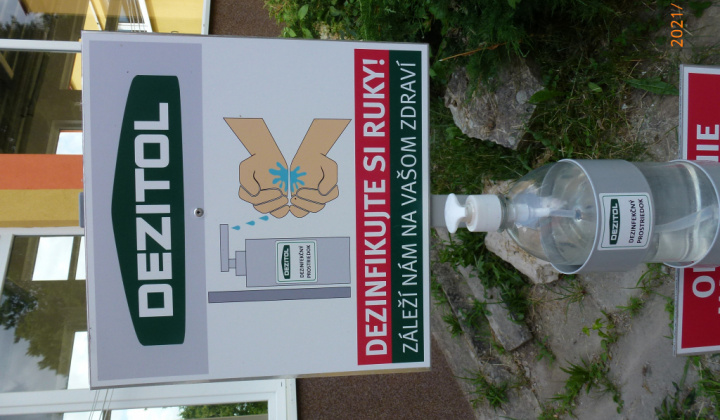 DEZITOL
DEZITOL
DEZINFEKČNÝ
PROSTRIEDOK
DEZINFIKUJTE SI RUKY!
ZÁLEŽÍ NÁM NA VAŠOM ZDRAVÍ
DEZITOL
DEZINFEKČNÝ
PROSTRIEDOK
2021/